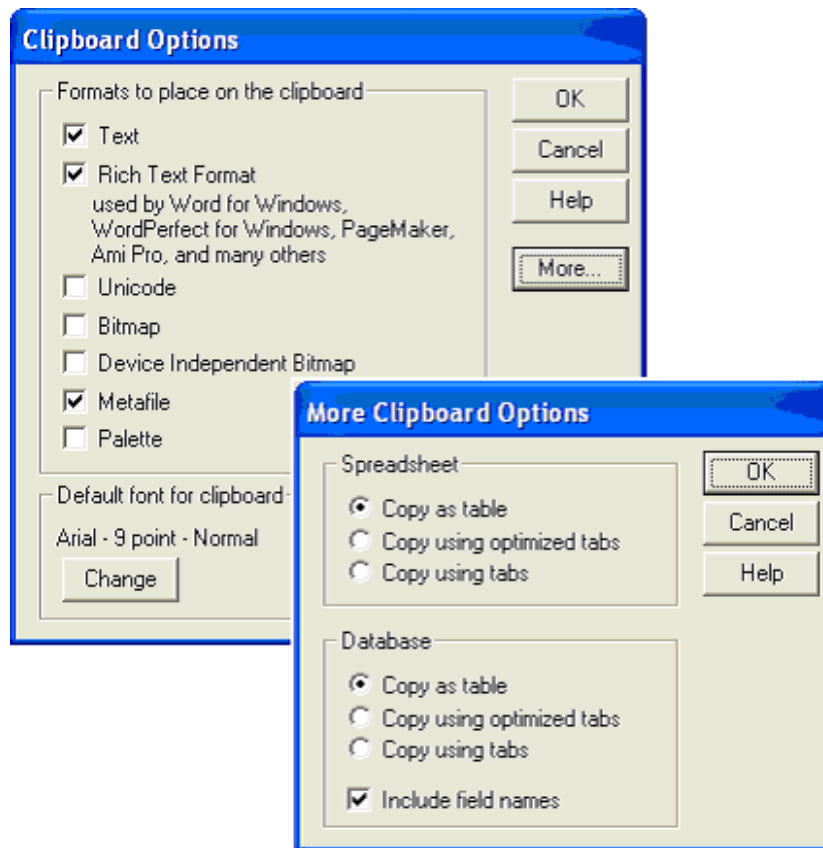 Clipboard Options
Formats to place on the clipboard
Text
Rich Text Format
used by Word for Windows,
WordPerfect for Windows, PageMaker,
Ami Pro, and many others
Unicode
Bitmap
Device Independent Bitmap
Metafile
Palette
Default font for clipboard
Arial - 9 point - Normal
Change
OK
Cancel
Help
More...
More Clipboard Options
Spreadsheet
Copy as table
Copy using optimized tabs
Copy using tabs
Database
Copy as table
Copy using optimized tabs
Copy using tabs
Include field names
OK
Cancel
Help